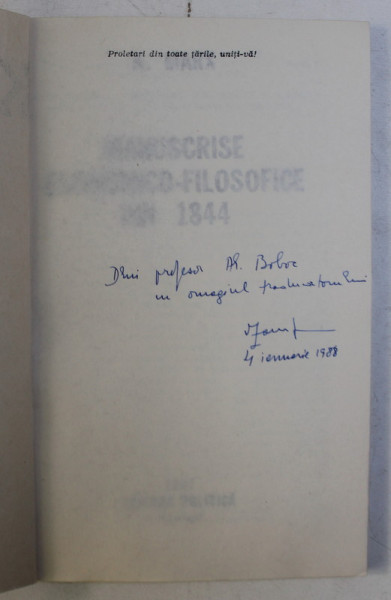 Proletari din toate țările, uniți-vă!
K. MARX
MANUSCRISE
ECONOMICO-FILOSOFICE
DIN 1844
Dlui profesor Al. Boboc
cu omagiul traducatorului
4 ianuarie 1988